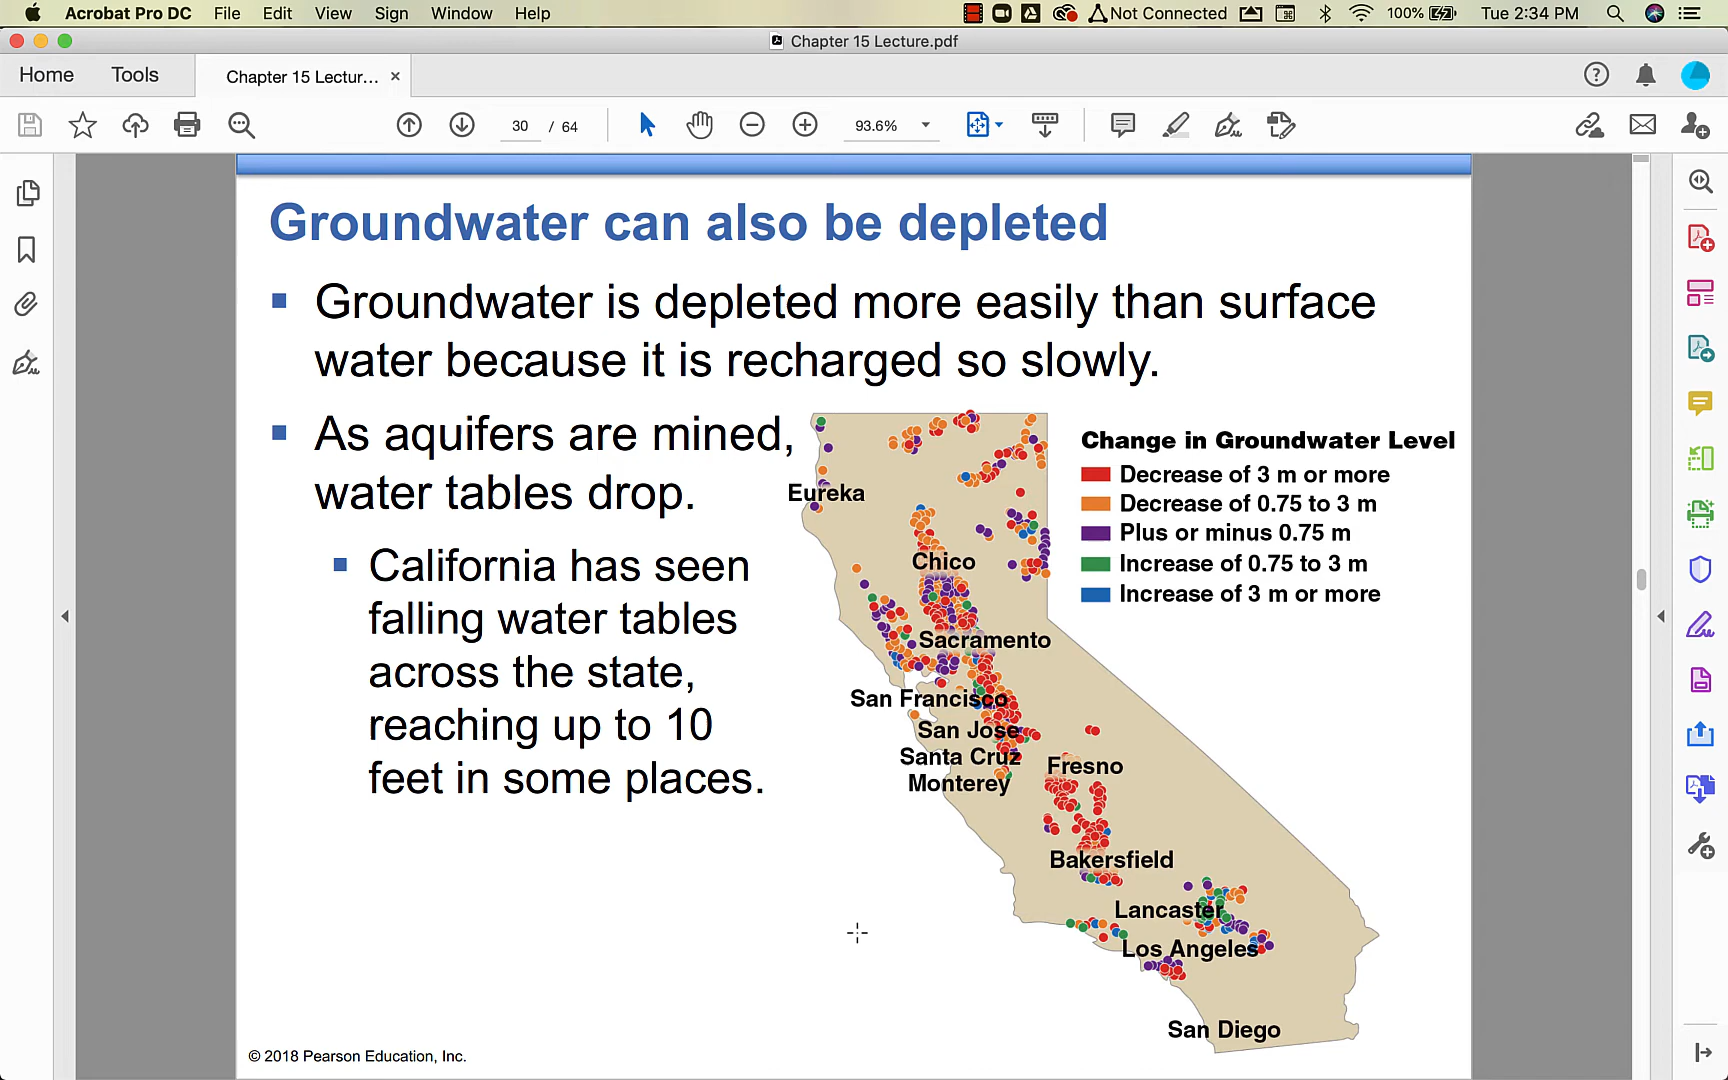 Acrobat Pro DC File Edit View Sign Window Help Not Connected 100% Tue 2:34 PM
Chapter 15 Lecture.pdf
Home Tools Chapter 15 Lectur... ×
30 / 64 93.6%
Groundwater can also be depleted
Groundwater is depleted more easily than surface
water because it is recharged so slowly.
As aquifers are mined,
water tables drop.
California has seen
falling water tables
across the state,
reaching up to 10
feet in some places.
Change in Groundwater Level
Decrease of 3 m or more
Decrease of 0.75 to 3 m
Plus or minus 0.75 m
Increase of 0.75 to 3 m
Increase of 3 m or more
Eureka
Chico
Sacramento
San Francisco
San Jose
Santa Cruz
Monterey
Fresno
Bakersfield
Lancaster
Los Angeles
San Diego
© 2018 Pearson Education, Inc.